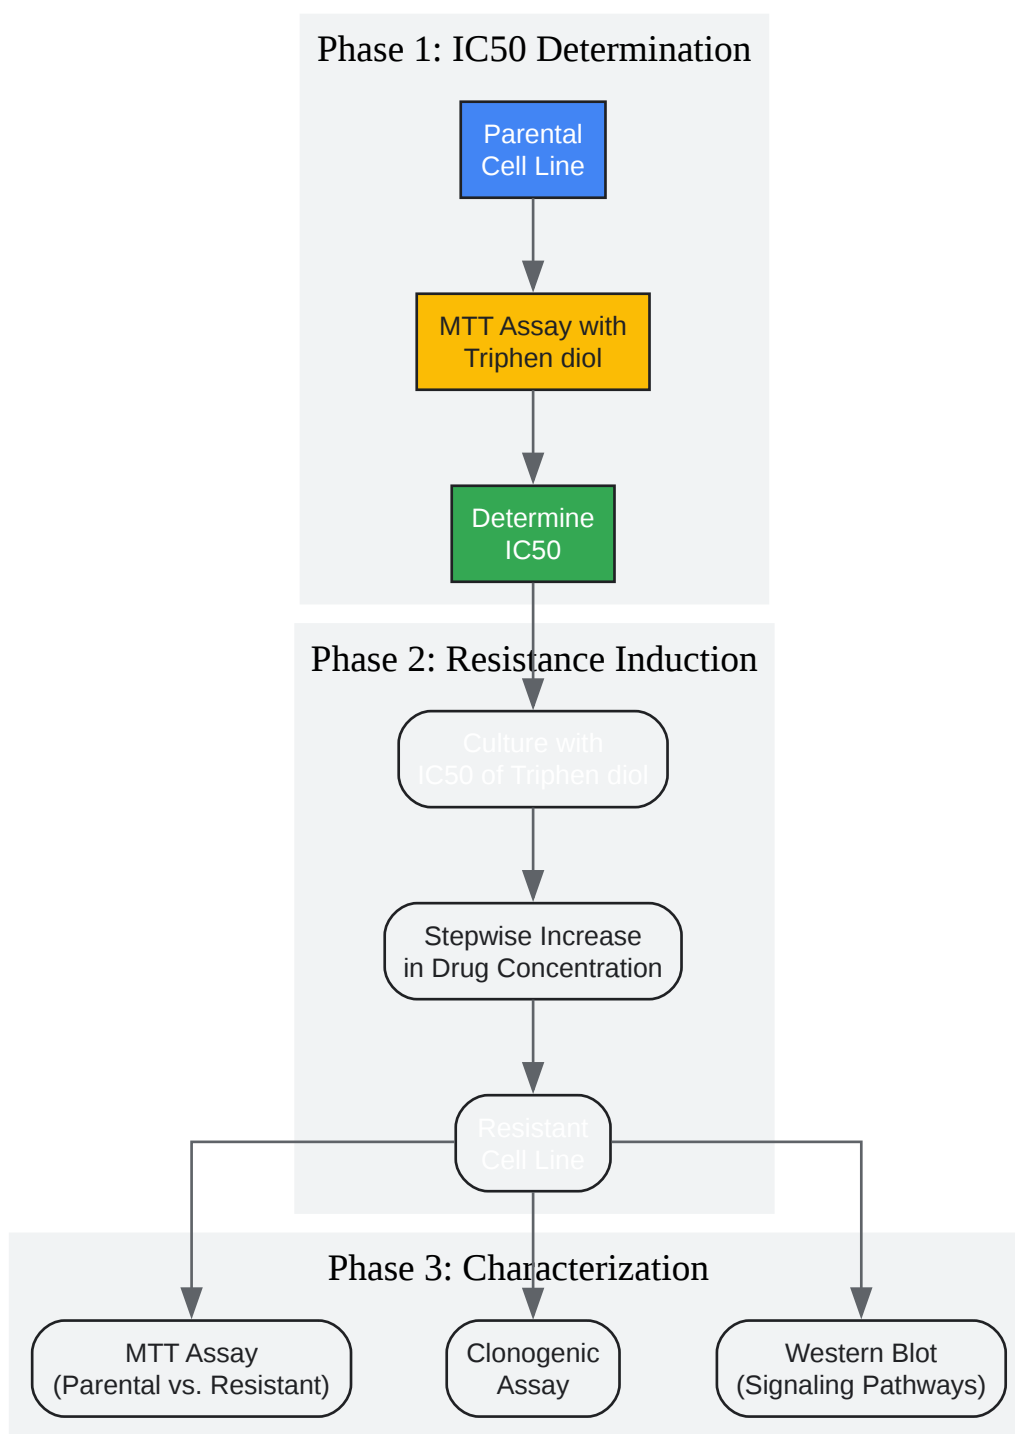 Phase 1: IC50 Determination
Parental
Cell Line
MTT Assay with
Triphen diol
Determine
IC50
Phase 2: Resistance Induction
Culture with
IC50 of Triphen diol
Stepwise Increase
in Drug Concentration
Resistant
Cell Line
Phase 3: Characterization
MTT Assay
(Parental vs. Resistant)
Clonogenic
Assay
Western Blot
(Signaling Pathways)